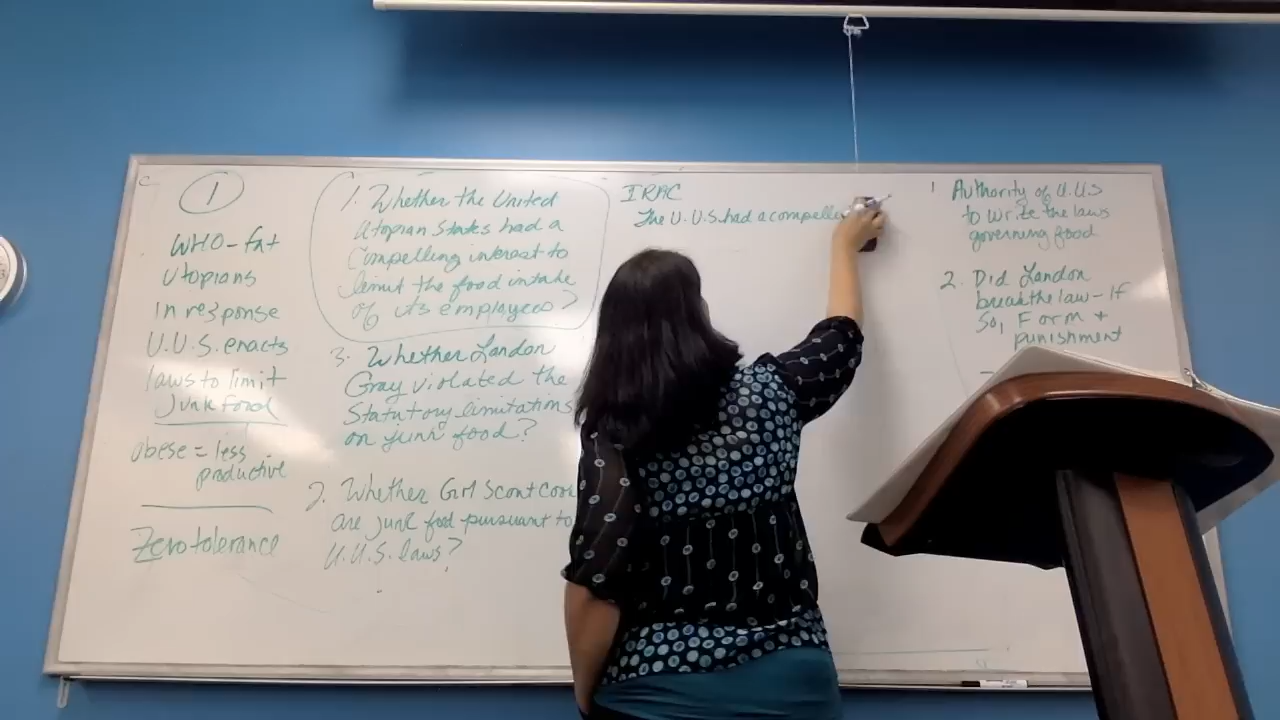 1
WHO - fat
Utopians
in response
U.U.S. enacts
laws to limit
Junk food
obese = less
productive
Zero tolerance
1. Whether the United
Utopian States had a
Compelling interest to
limit the food intake
of its employees?
3. Whether Landon
Gray violated the
Statutory limitations
on junk food?
2. Whether Girl Scout
are junk food pursuant to
U.U.S. laws?
IRAC
The U.U.S. had a
1. Authority of U.U.S
to write the laws
governing food
2. Did Landon
break the law - If
So, Form +
punishment